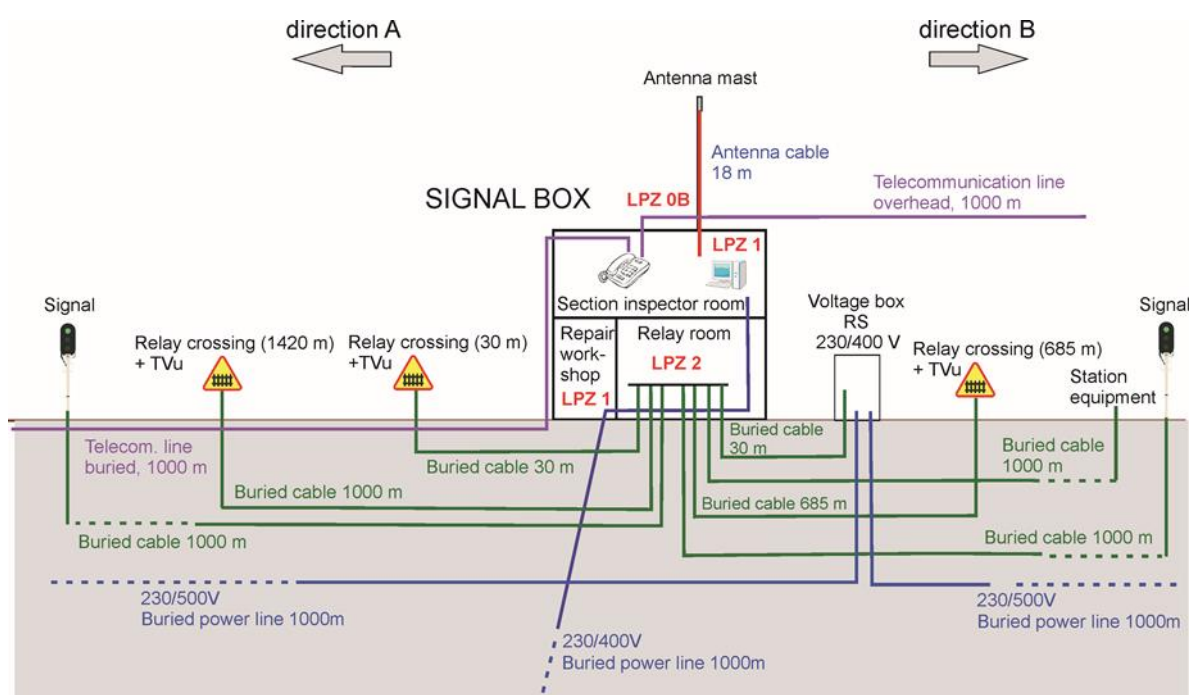 direction A
direction B
Antenna mast
Antenna cable
18 m
Telecommunication line
overhead, 1000 m
SIGNAL BOX
LPZ 0B
LPZ 1
Section inspector room
Signal
Relay crossing (1420 m)
+ TVu
Relay crossing (30 m)
+TVu
Repair
work-
shop
LPZ 1
Relay room
LPZ 2
Voltage box
RS
230/400 V
Relay crossing (685 m)
+ TVu
Station
equipment
Signal
Telecom. line
buried, 1000 m
Buried cable 30 m
Buried cable
30 m
Buried cable
1000 m
Buried cable 1000 m
Buried cable 685 m
Buried cable 1000 m
Buried cable 1000 m
230/500V
Buried power line 1000m
230/500V
Buried power line 1000m
230/400V
Buried power line 1000m